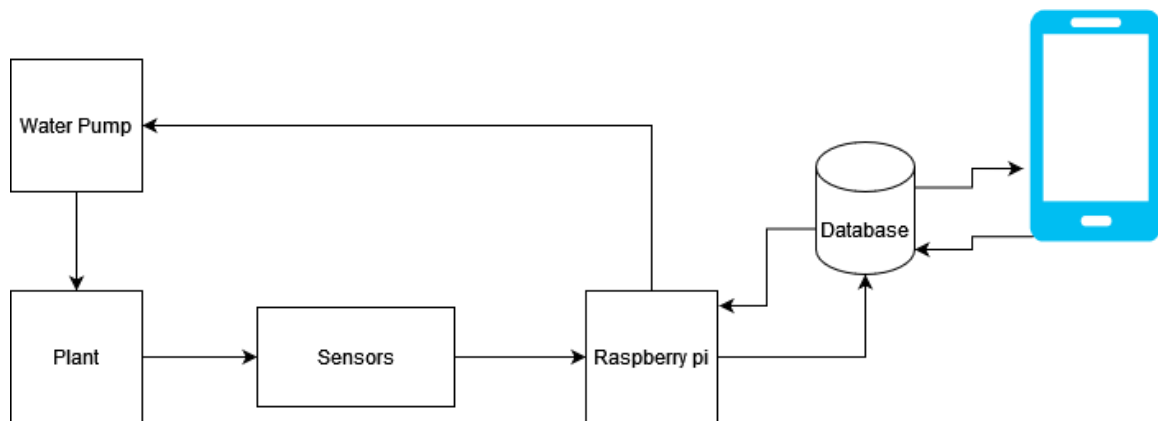 Water Pump
Database
Plant
Sensors
Raspberry pi